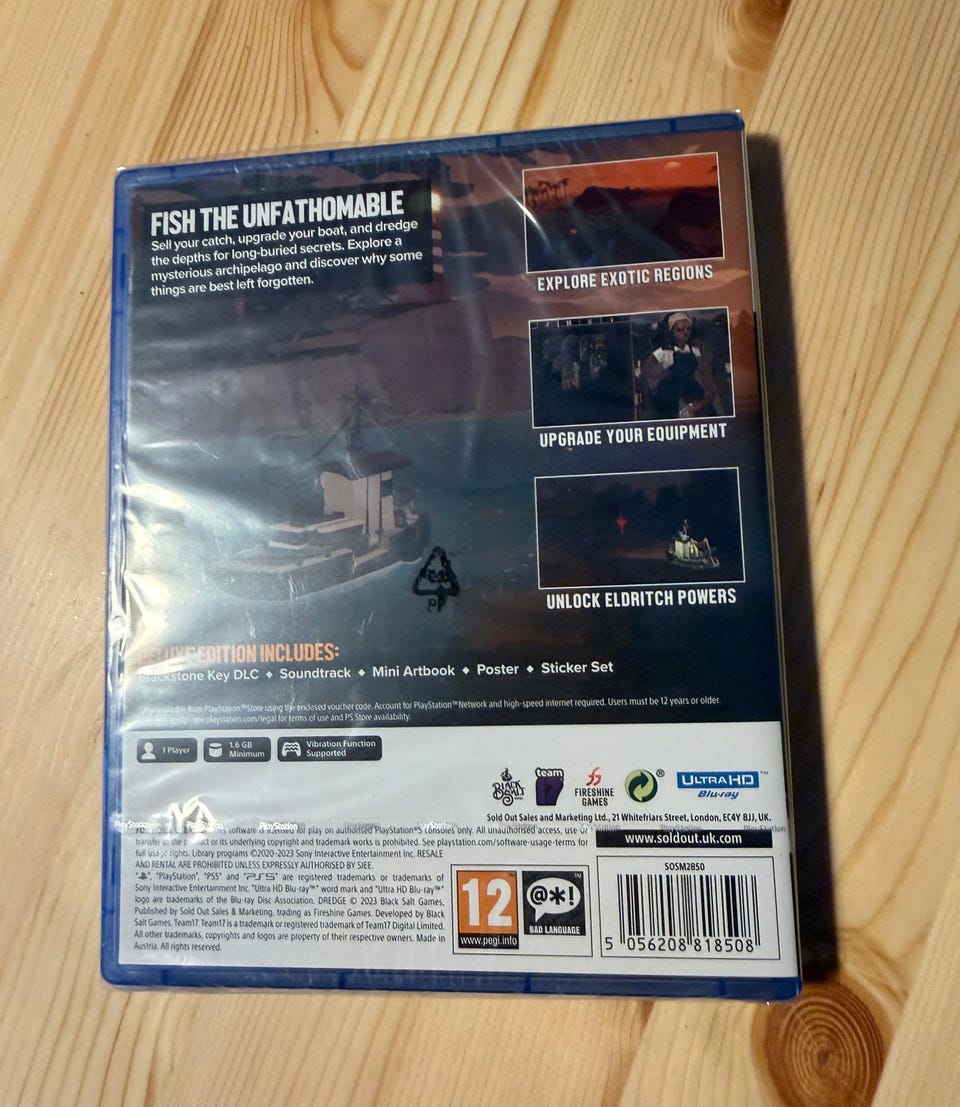 FISH THE UNFATHOMABLE
Sell your catch, upgrade your boat, and dredge
the depths for long-buried secrets. Explore a
mysterious archipelago and discover why some
things are best left forgotten.
EXPLORE EXOTIC REGIONS
UPGRADE YOUR EQUIPMENT
UNLOCK ELDRITCH POWERS
DELUXE EDITION INCLUDES:
Blackstone Key DLC ◆ Soundtrack ◆ Mini Artbook ◆ Poster ◆ Sticker Set
from PlayStation™Store using the enclosed voucher code. Account for PlayStation™Network and high-speed internet required. Users must be 12 years or older.
playstation.com/legal for terms of use and PS Store availability.
1 Player
1.6 GB
Minimum
Vibration Function
Supported
BLACK SALT
team
17
FIRESHINE
GAMES
®
ULTRA HD™
Blu-ray
Sold Out Sales and Marketing Ltd., 21 Whitefriars Street, London, EC4Y 8JJ, UK.
PlayStation PlayStation PlayStation PlayStation
www.soldout.uk.com
software is licensed for play on authorised PlayStation®5 consoles only. All unauthorised access, use or
transfer of the product or its underlying copyright and trademark works is prohibited. See playstation.com/software-usage-terms for
full usage rights. Library programs ©2020-2023 Sony Interactive Entertainment Inc. RESALE
AND RENTAL ARE PROHIBITED UNLESS EXPRESSLY AUTHORISED BY SIEE.
"PlayStation", "PS5" and "PS5" are registered trademarks or trademarks of
Sony Interactive Entertainment Inc. "Ultra HD Blu-ray™" word mark and "Ultra HD Blu-ray™"
logo are trademarks of the Blu-ray Disc Association. DREDGE © 2023 Black Salt Games,
Published by Sold Out Sales & Marketing, trading as Fireshine Games. Developed by Black
Salt Games, Team17. Team17 is a trademark or registered trademark of Team17 Digital Limited.
All other trademarks, copyrights and logos are property of their respective owners. Made in
Austria. All rights reserved.
12
www.pegi.info
@*!
™
BAD LANGUAGE
SOSM2850
5 056208 818508